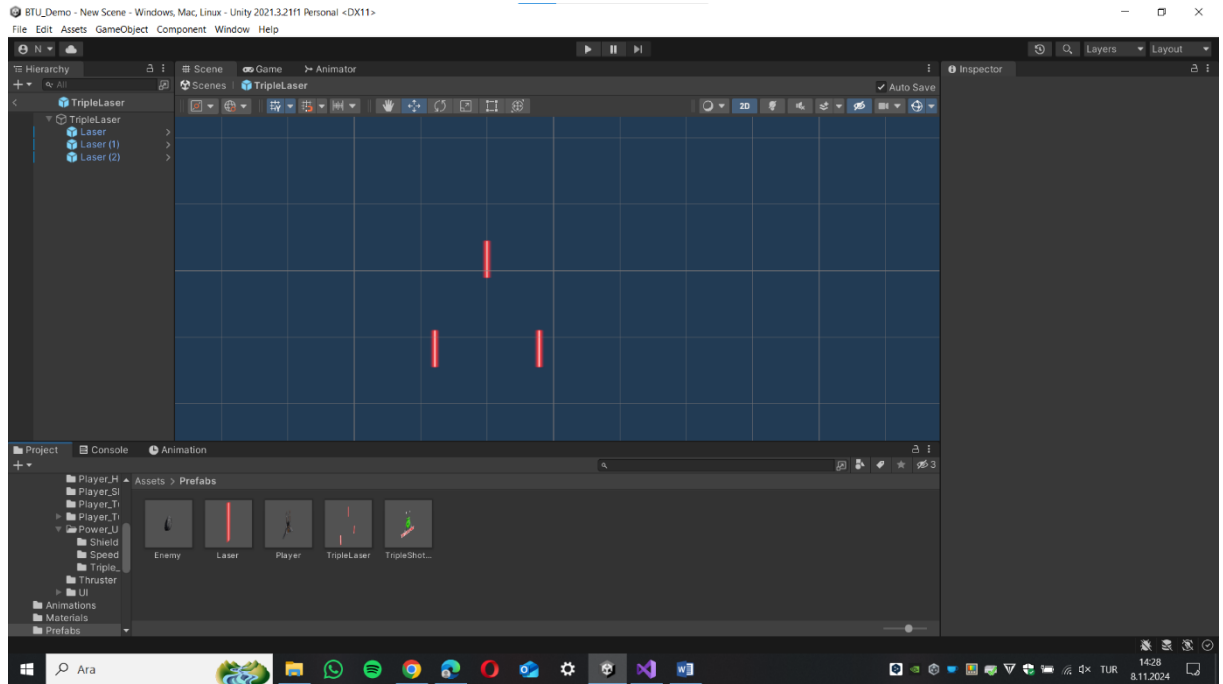 BTU_Demo - New Scene - Windows, Mac, Linux - Unity 2021.3.21f1 Personal <DX11>
File Edit Assets GameObject Component Window Help
N Layers Layout
Hierarchy Scene Game Animator Inspector
All Scenes TripleLaser Auto Save
TripleLaser 2D
TripleLaser
Laser
Laser (1)
Laser (2)
Project Console Animation
3
Player_H Assets > Prefabs
Player_Sl
Player_T
Player_T
Power_U
Shield
Speed Enemy Laser Player TripleLaser TripleShot...
Triple_
Thruster
UI
Animations
Materials
Prefabs
Ara TUR 14:28
8.11.2024